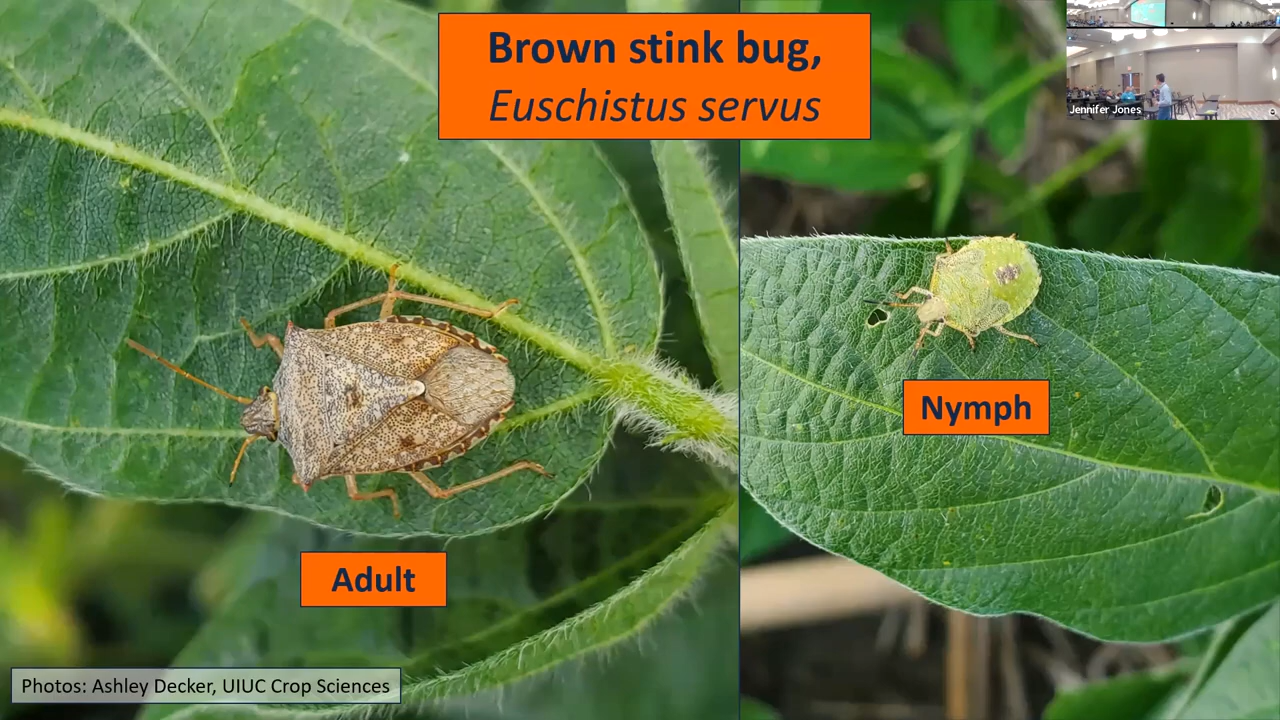 Brown stink bug,
Euschistus servus
Jennifer Jones
Nymph
Adult
Photos: Ashley Decker, UIUC Crop Sciences